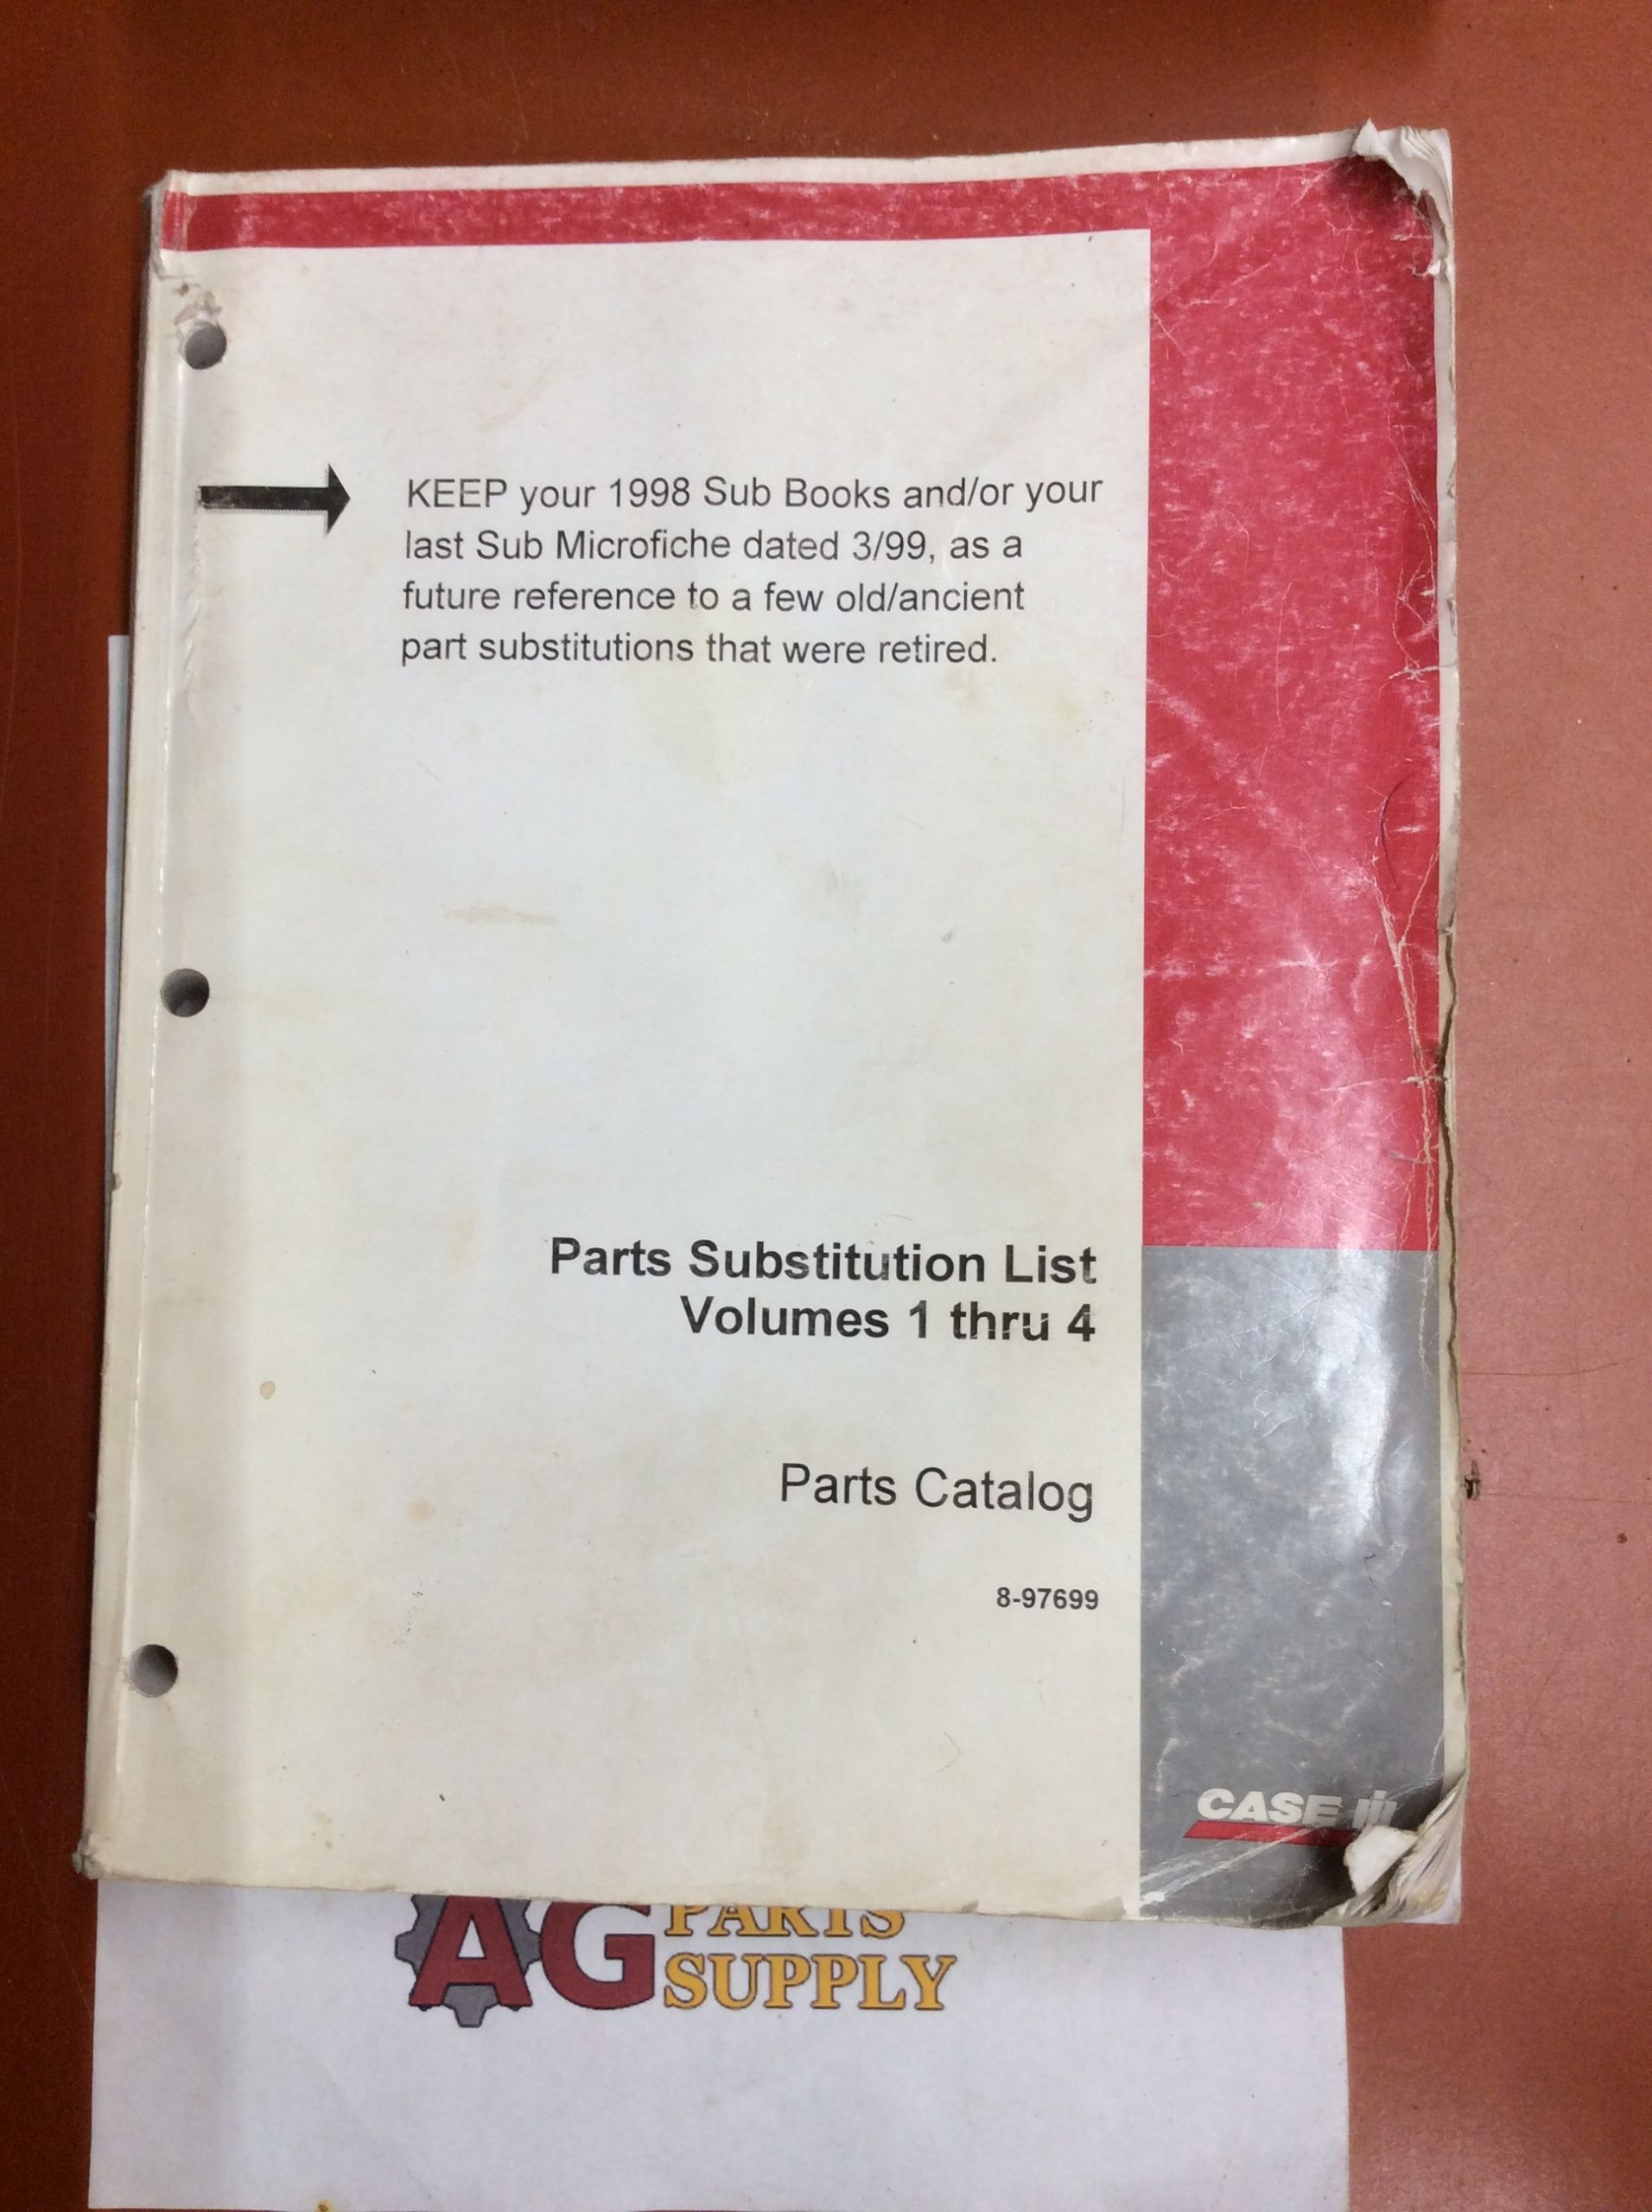 KEEP your 1998 Sub Books and/or your
last Sub Microfiche dated 3/99, as a
future reference to a few old/ancient
part substitutions that were retired.
Parts Substitution List
Volumes 1 thru 4
Parts Catalog
8-97699
CASE IH
AG PARTS
SUPPLY